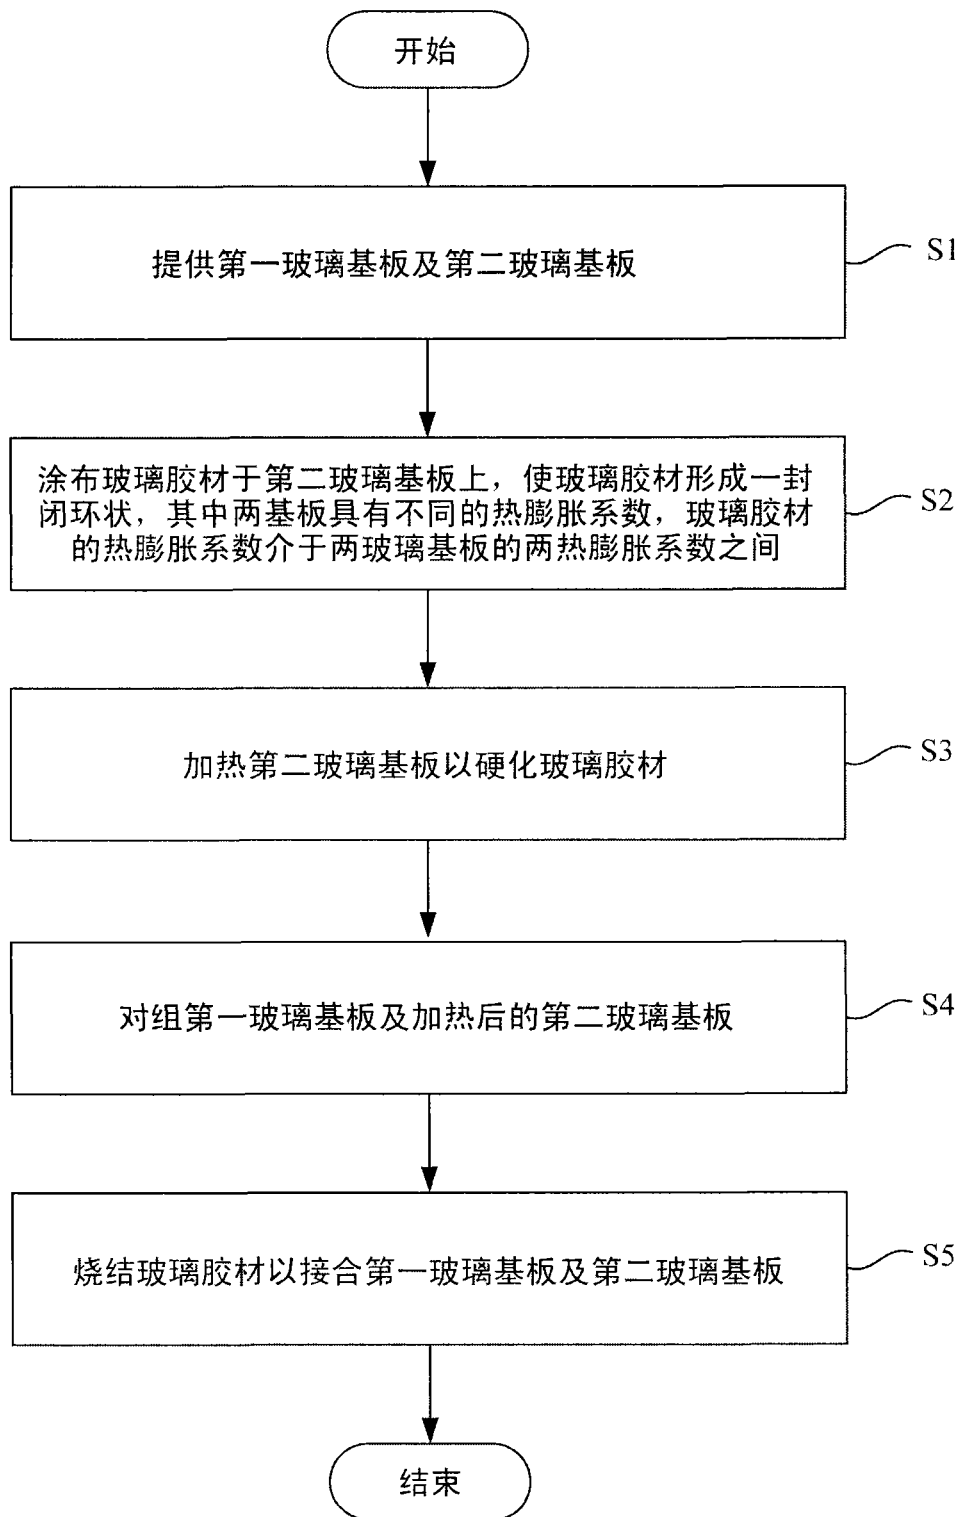 开始
提供第一玻璃基板及第二玻璃基板
S1
涂布玻璃胶材于第二玻璃基板上，使玻璃胶材形成一封
闭环状，其中两基板具有不同的热膨胀系数，玻璃胶材
的热膨胀系数介于两玻璃基板的两热膨胀系数之间
S2
加热第二玻璃基板以硬化玻璃胶材
S3
对组第一玻璃基板及加热后的第二玻璃基板
S4
烧结玻璃胶材以接合第一玻璃基板及第二玻璃基板
S5
结束